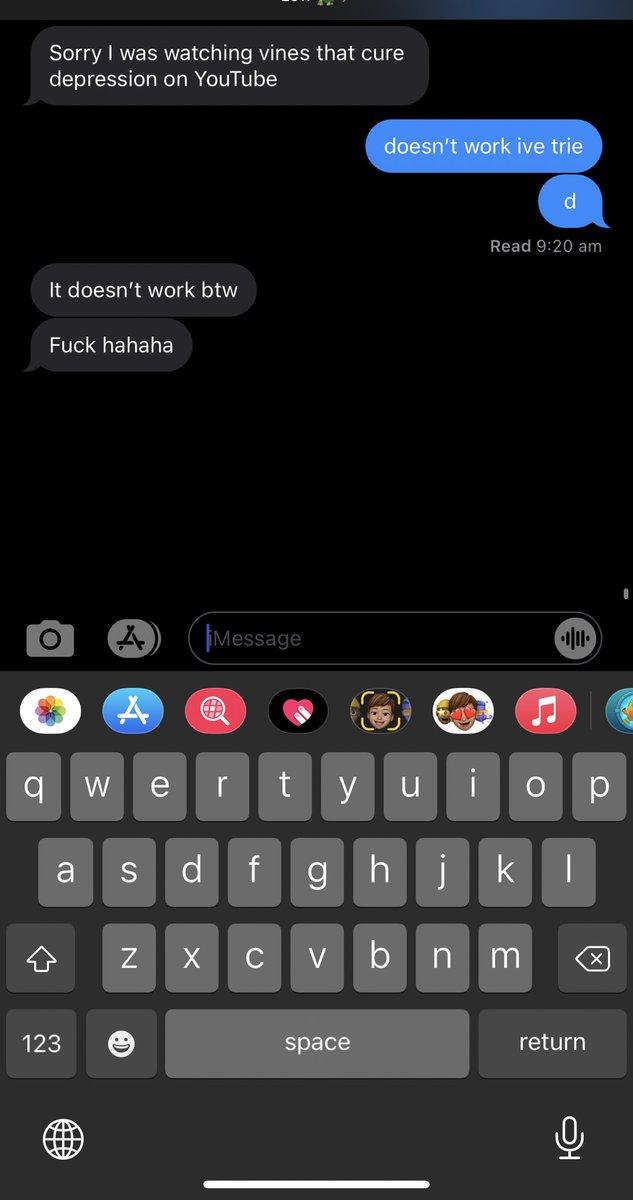 Sorry I was watching vines that cure
depression on YouTube
doesn't work ive trie
d
Read 9:20 am
It doesn't work btw
Fuck hahaha
iMessage
q w e r t y u i o p
a s d f g h j k l
z x c v b n m
123 space return